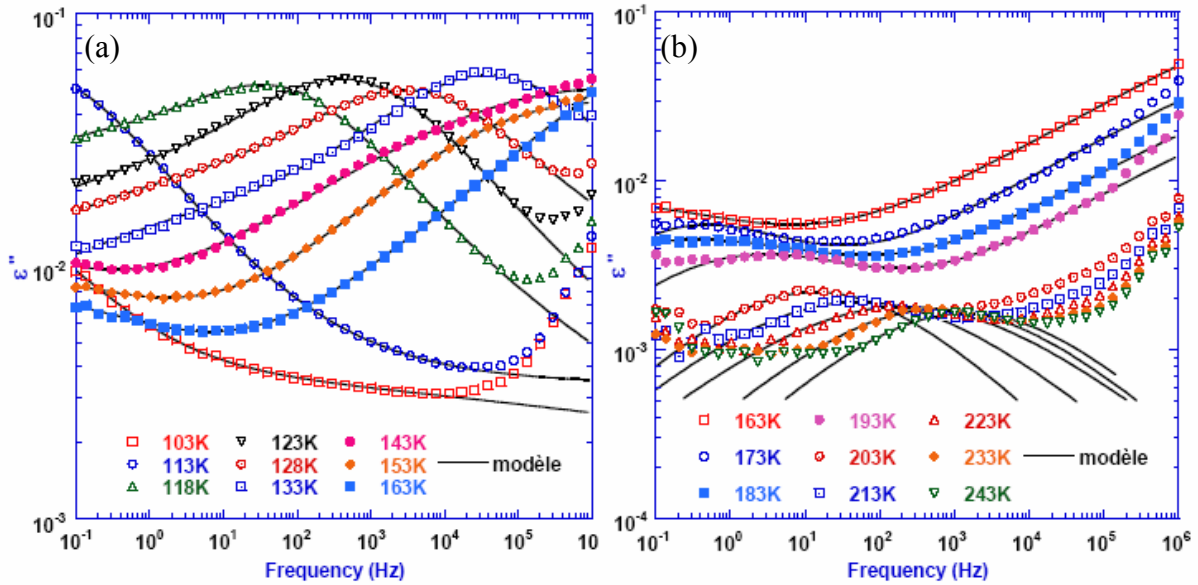 (a)
10⁻¹
10⁻²
10⁻³
ε"
103K
113K
118K
123K
128K
133K
143K
153K
163K
modèle
10⁻¹ 10⁰ 10¹ 10² 10³ 10⁴ 10⁵ 10
Frequency (Hz)
(b)
10⁻¹
10⁻²
10⁻³
10⁻⁴
ε"
163K
173K
183K
193K
203K
213K
223K
233K
243K
modèle
10⁻¹ 10⁰ 10¹ 10² 10³ 10⁴ 10⁵ 10⁶
Frequency (Hz)